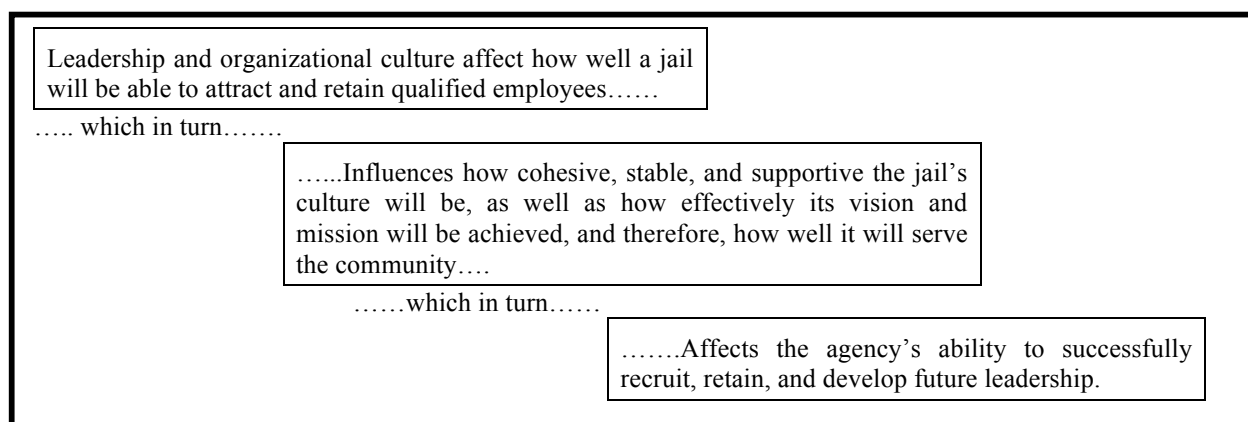 Leadership and organizational culture affect how well a jail
will be able to attract and retain qualified employees……
….. which in turn…….
…...Influences how cohesive, stable, and supportive the jail’s
culture will be, as well as how effectively its vision and
mission will be achieved, and therefore, how well it will serve
the community….
……which in turn……
…….Affects the agency’s ability to successfully
recruit, retain, and develop future leadership.